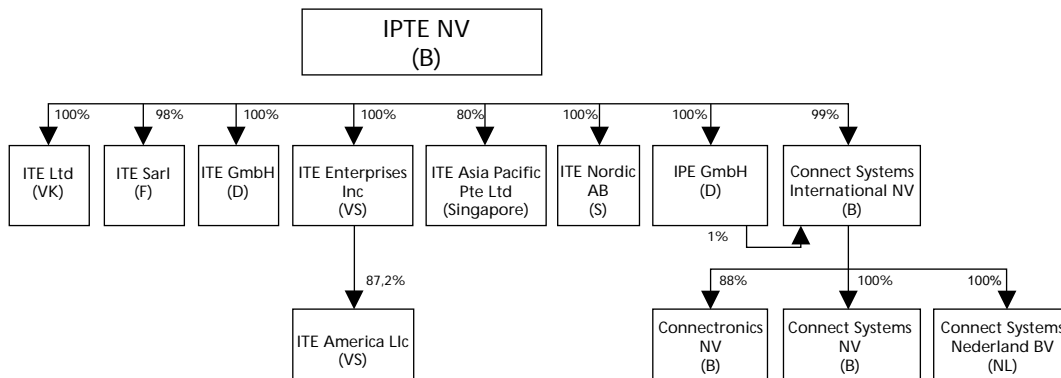 IPTE NV
(B)
100%
98%
100%
100%
80%
100%
100%
99%
ITE Ltd
(VK)
ITE Sarl
(F)
ITE GmbH
(D)
ITE Enterprises
Inc
(VS)
ITE Asia Pacific
Pte Ltd
(Singapore)
ITE Nordic
AB
(S)
IPE GmbH
(D)
Connect Systems
International NV
(B)
1%
87,2%
88%
100%
100%
ITE America Llc
(VS)
Connectronics
NV
(B)
Connect Systems
NV
(B)
Connect Systems
Nederland BV
(NL)